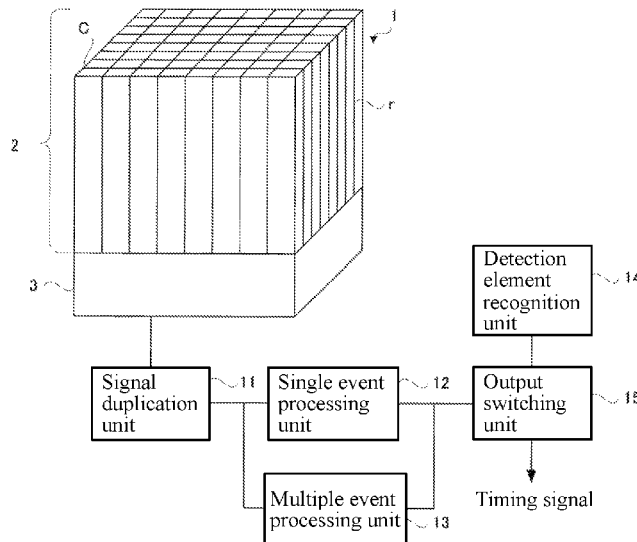 C
1
r
2
3
Detection
element
recognition
unit
14
Signal
duplication
unit
11
Single event
processing
unit
12
Output
switching
unit
15
Multiple event
processing unit
13
Timing signal